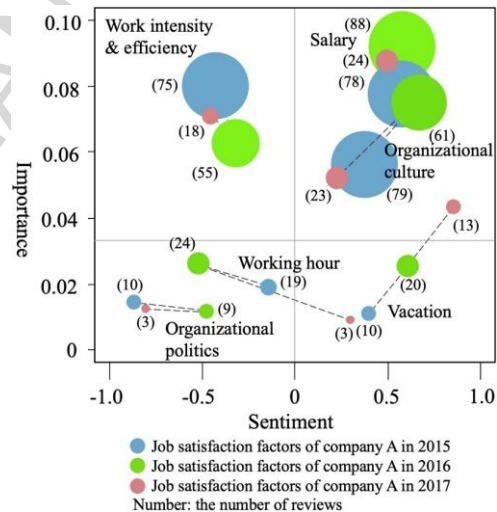 0.10
0.08
0.06
0.04
0.02
0
Importance
Work intensity
& efficiency
(75)
(18)
(55)
(88)
Salary
(24)
(78)
(61)
Organizational
culture
(23)
(79)
(13)
(24)
Working hour
(19)
(20)
(10)
(3)
(9)
Organizational
politics
(3)
(10)
Vacation
-1.0
-0.5
0
0.5
1.0
Sentiment
Job satisfaction factors of company A in 2015
Job satisfaction factors of company A in 2016
Job satisfaction factors of company A in 2017
Number: the number of reviews